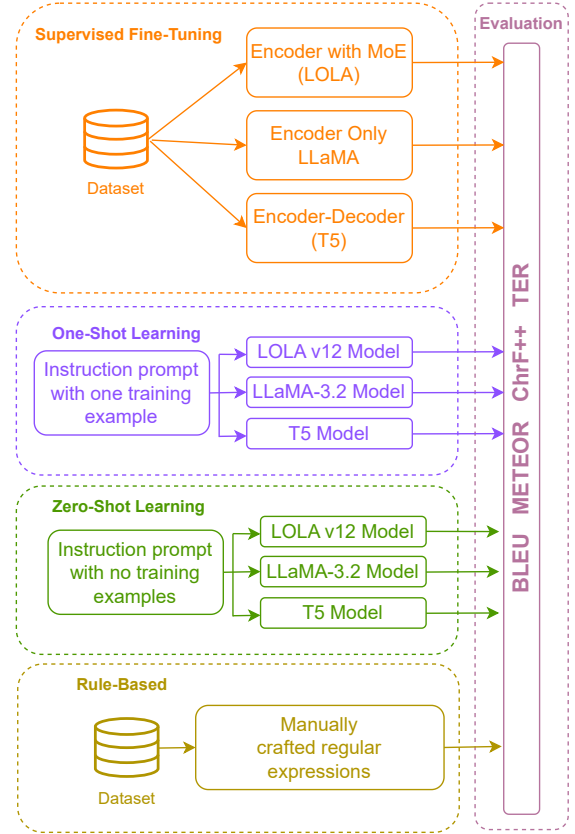 Supervised Fine-Tuning
Encoder with MoE
(LOLA)
Encoder Only
LLaMA
Encoder-Decoder
(T5)
Dataset
One-Shot Learning
Instruction prompt
with one training
example
LOLA v12 Model
LLaMA-3.2 Model
T5 Model
Zero-Shot Learning
Instruction prompt
with no training
examples
LOLA v12 Model
LLaMA-3.2 Model
T5 Model
Rule-Based
Dataset
Manually
crafted regular
expressions
Evaluation
BLEU METEOR ChrF++ TER